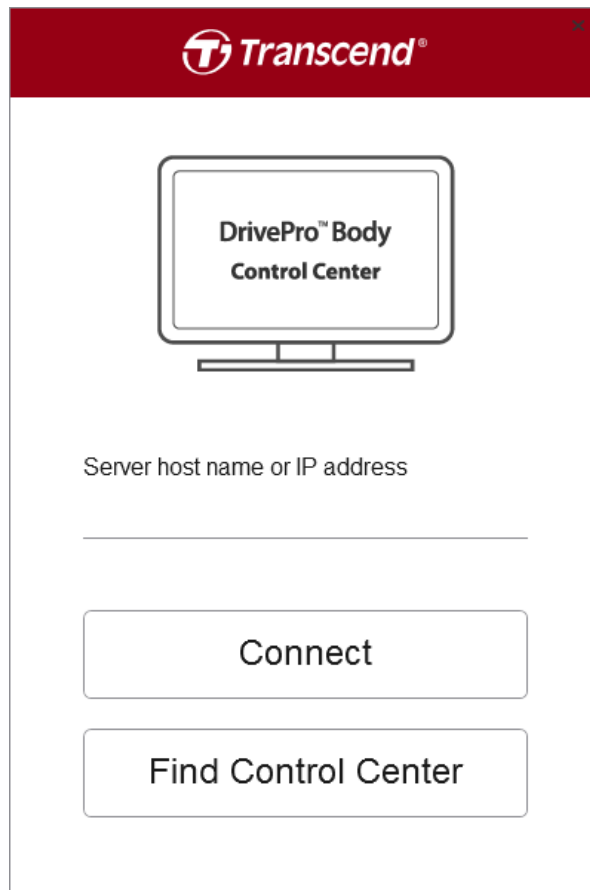 Transcend®
DrivePro™ Body
Control Center
Server host name or IP address
Connect
Find Control Center